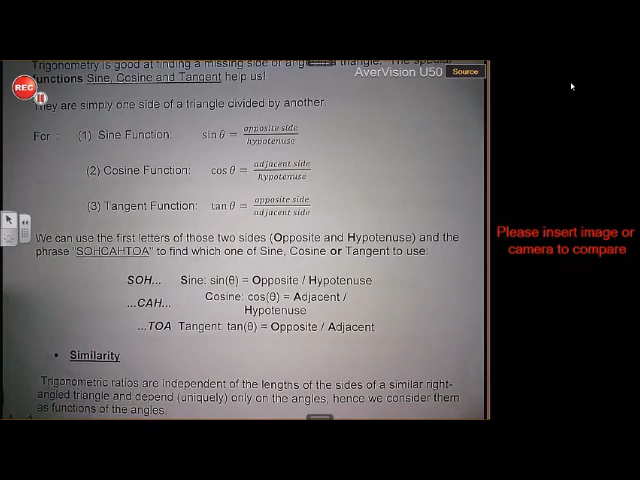 Trigonometry is good at finding a missing side or angle in a triangle. The special
functions Sine, Cosine and Tangent help us!
AverVision U50
Source
REC
They are simply one side of a triangle divided by another.
For : (1) Sine Function: sin θ = opposite side / hypotenuse
(2) Cosine Function: cos θ = adjacent side / hypotenuse
(3) Tangent Function: tan θ = opposite side / adjacent side
We can use the first letters of those two sides (Opposite and Hypotenuse) and the
phrase "SOHCAHTOA" to find which one of Sine, Cosine or Tangent to use:
SOH... Sine: sin(θ) = Opposite / Hypotenuse
...CAH... Cosine: cos(θ) = Adjacent /
Hypotenuse
...TOA Tangent: tan(θ) = Opposite / Adjacent
• Similarity
Trigonometric ratios are independent of the lengths of the sides of a similar right-
angled triangle and depend (uniquely) only on the angles, hence we consider them
as functions of the angles.
Please insert image or
camera to compare